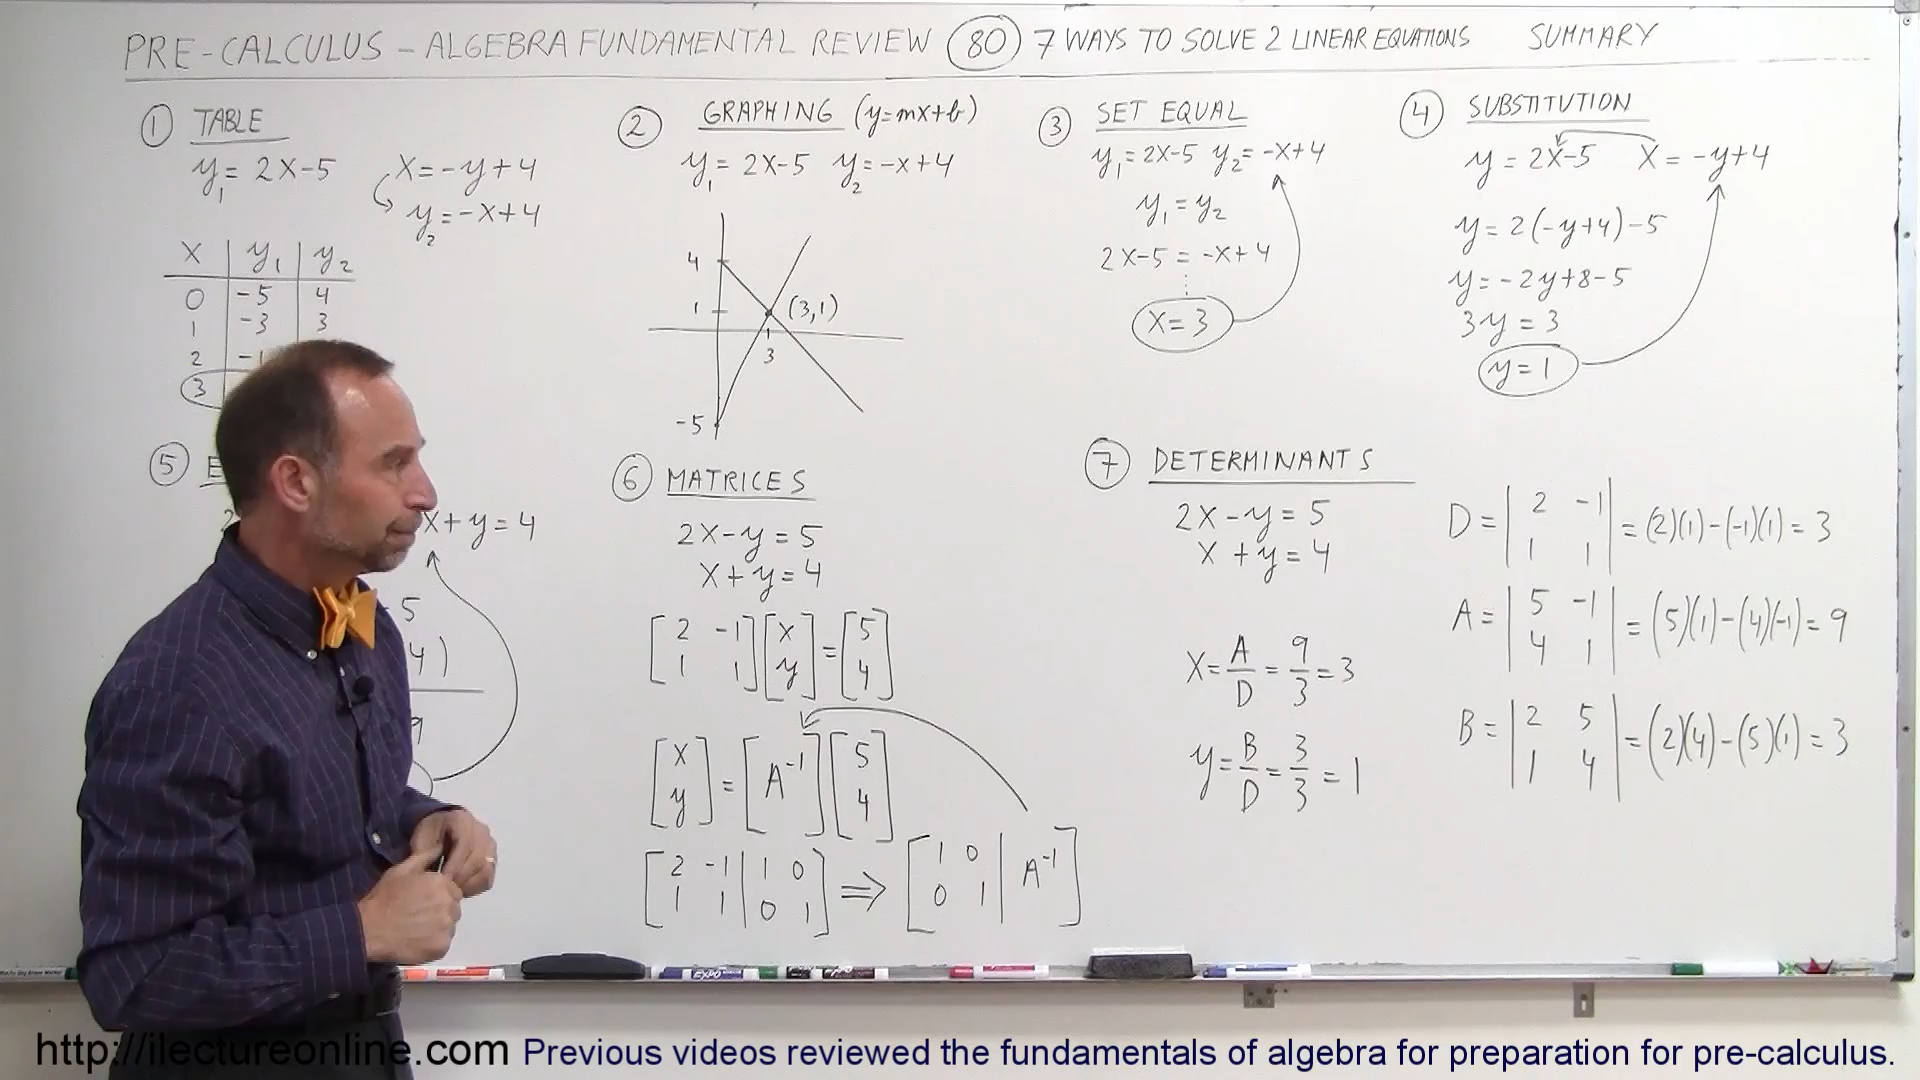 PRE-CALCULUS - ALGEBRA FUNDAMENTAL REVIEW (80) 7 WAYS TO SOLVE 2 LINEAR EQUATIONS SUMMARY
① TABLE
y₁ = 2X-5 X = -y+4
y₂ = -X+4
X | y₁ | y₂
0 | -5 | 4
1 | -3 | 3
2 | -1
3
② GRAPHING (y=mx+b)
y₁ = 2X-5 y₂ = -X+4
4
1
(3,1)
3
-5
③ SET EQUAL
y₁ = 2X-5 y₂ = -X+4
y₁ = y₂
2X-5 = -X+4
X=3
④ SUBSTITUTION
y = 2X-5 X = -y+4
y = 2(-y+4)-5
y = -2y+8-5
3y = 3
y=1
⑤ E
X+y=4
5
4)
9
⑥ MATRICES
2X-y=5
X+y=4
[2 -1] [X] = [5]
[1 1] [y] [4]
[X] = [A⁻¹] [5]
[y] [4]
[2 -1 | 1 0] ⇒ [1 0 | A⁻¹]
[1 1 | 0 1] [0 1 | ]
⑦ DETERMINANTS
2X-y=5
X+y=4
X = A/D = 9/3 = 3
y = B/D = 3/3 = 1
D = |2 -1| = (2)(1)-(-1)(1) = 3
|1 1|
A = |5 -1| = (5)(1)-(4)(-1) = 9
|4 1|
B = |2 5| = (2)(4)-(5)(1) = 3
|1 4|
EXPO
http://ilectureonline.com Previous videos reviewed the fundamentals of algebra for preparation for pre-calculus.